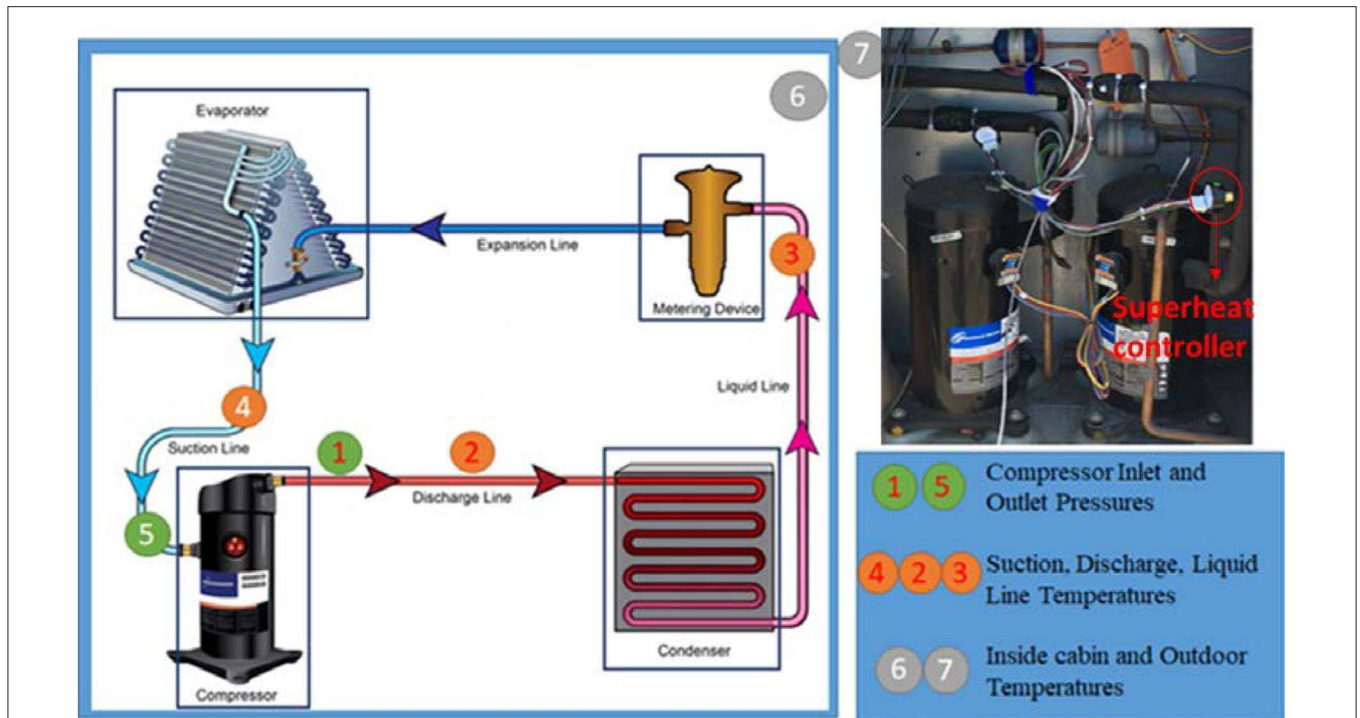 7
6
Evaporator
Expansion Line
3
Metering Device
Liquid Line
4
Suction Line
1
2
Discharge Line
5
Compressor
Condenser
Superheat
controller
1 5 Compressor Inlet and
Outlet Pressures
4 2 3 Suction, Discharge, Liquid
Line Temperatures
6 7 Inside cabin and Outdoor
Temperatures